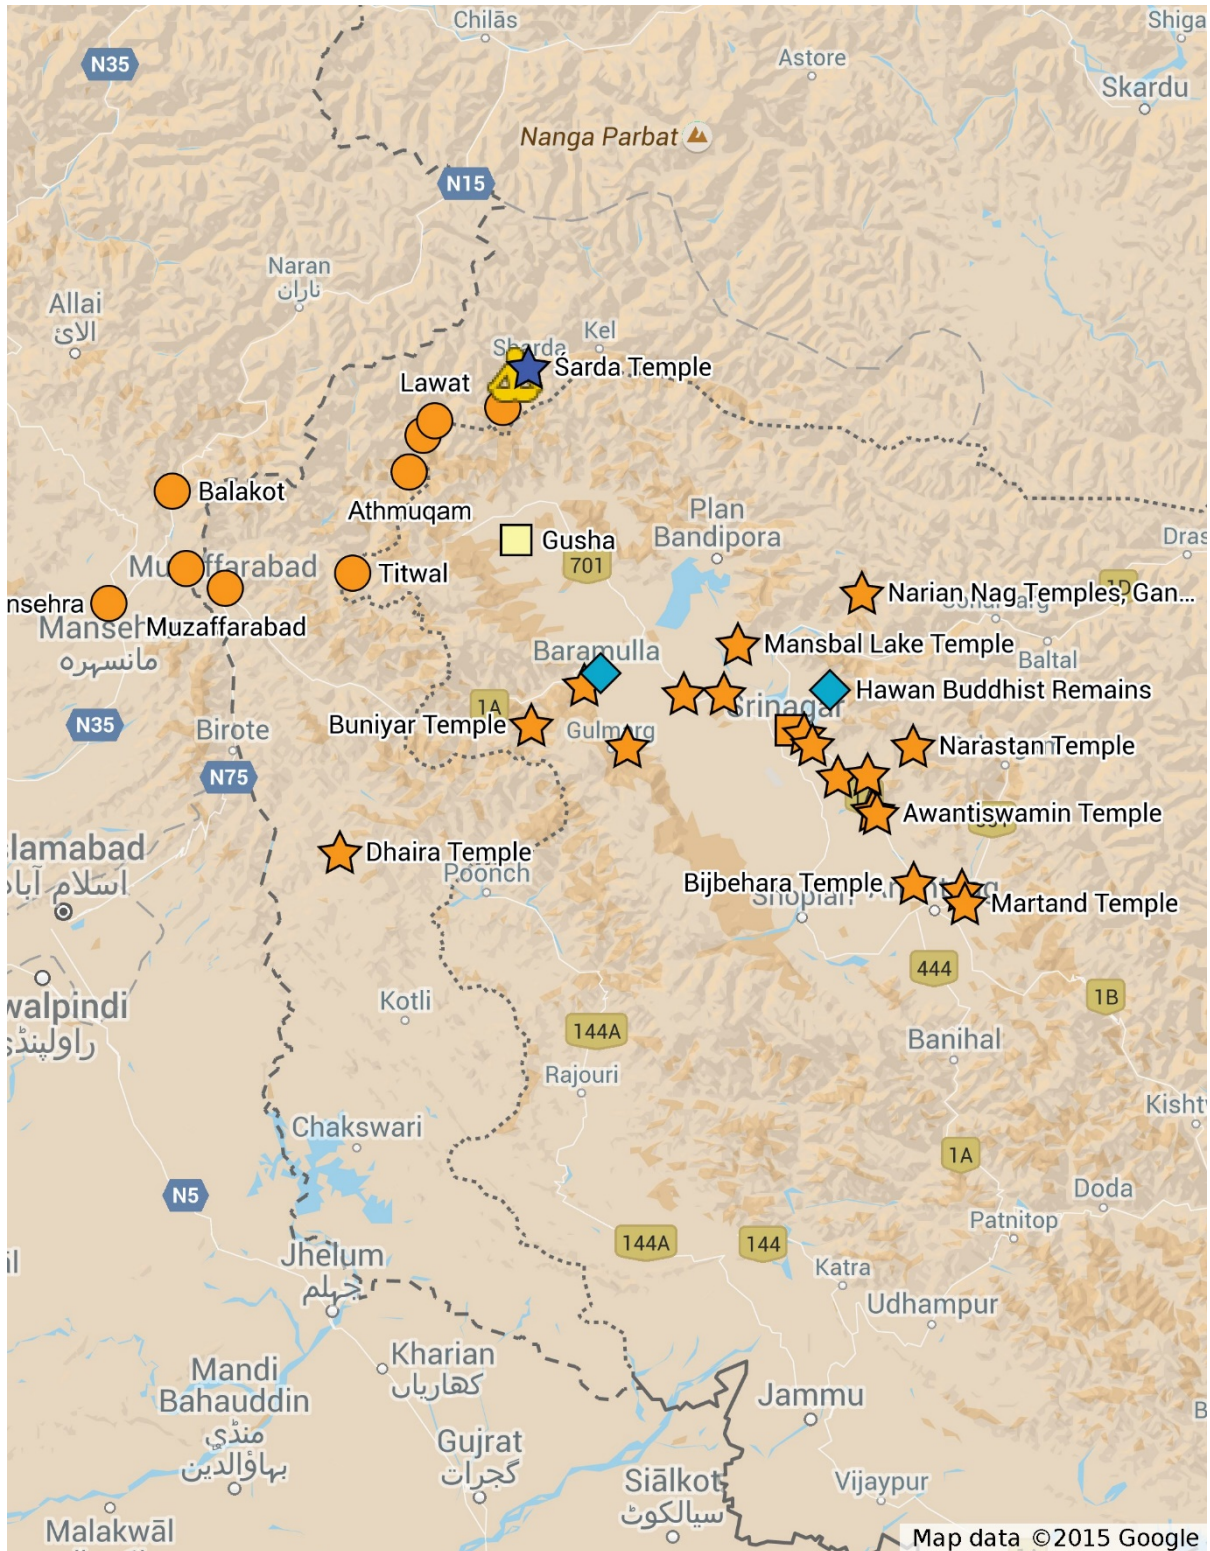 Chilās
Shiga
N35
Astore
Skardu
Nanga Parbat
N15
Naran
ناران
Allai
الائ
Kel
Sharda
Śarda Temple
Lawat
Balakot
Athmuqam
Plan
Bandipora
Gusha
Dras
701
Muzaffarabad
Titwal
1D
Narian Nag Temples, Gan...
nsehra
Muzaffarabad
مانسہرہ
Mansbal Lake Temple
Baramulla
Baltal
Hawan Buddhist Remains
1A
Srinagar
N35
Birote
Buniyar Temple
Gulmarg
Narastan Temple
N75
Awantiswamin Temple
slamabad
اسلام آباد
Dhaira Temple
Poonch
Bijbehara Temple
Shopian
Martand Temple
444
walpindi
راولپنڈی
Kotli
1B
144A
Banihal
Rajouri
Kishtw
Chakswari
1A
N5
Doda
Patnitop
144A
144
Jhelum
جہلم
Katra
Udhampur
Kharian
کھاریاں
Mandi
Bahauddin
منڈی
بہاؤالدین
Jammu
Gujrat
گجرات
Siālkot
سیالکوٹ
Vijaypur
Malakwāl
Map data ©2015 Google